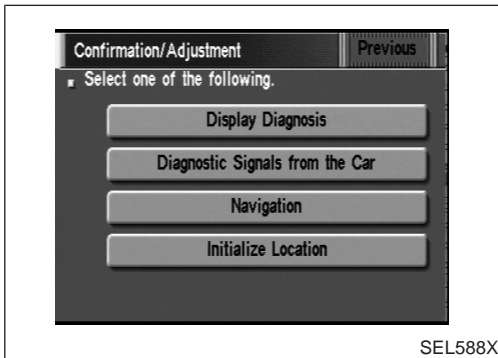 Confirmation/Adjustment Previous
Select one of the following.
Display Diagnosis
Diagnostic Signals from the Car
Navigation
Initialize Location
SEL588X